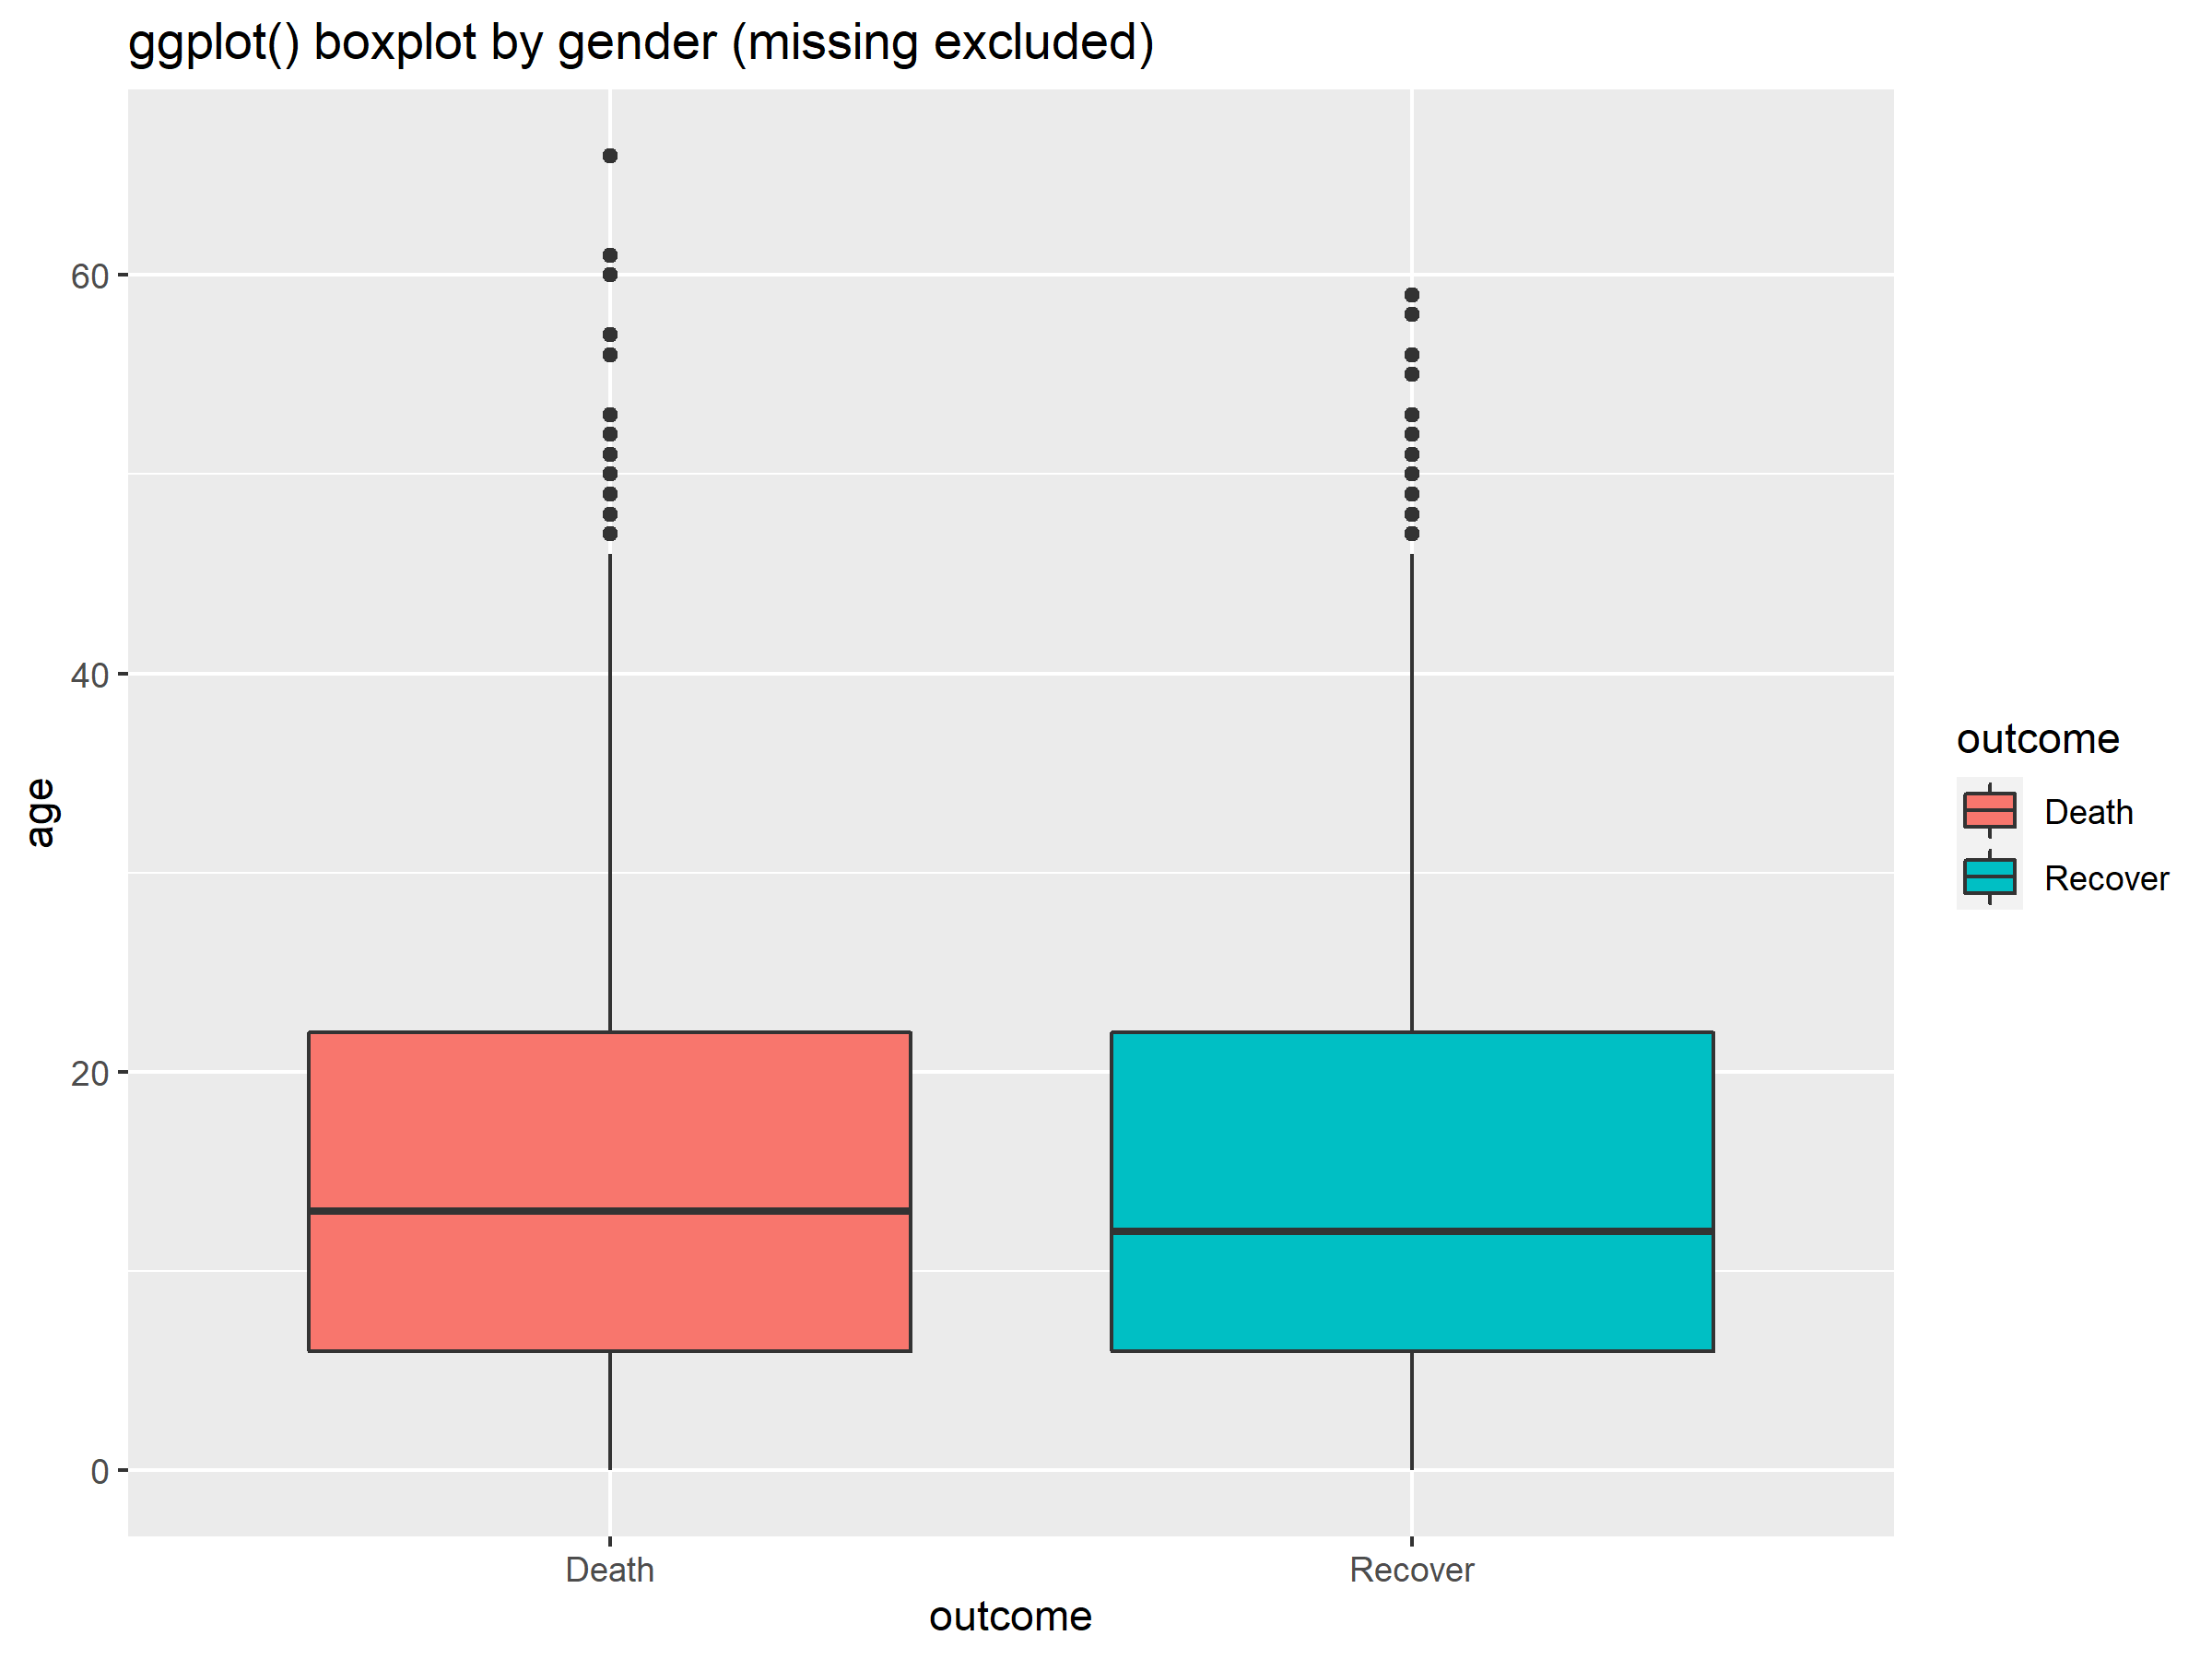 ggplot() boxplot by gender (missing excluded)
60
40
20
0
age
Death
Recover
outcome
outcome
Death
Recover